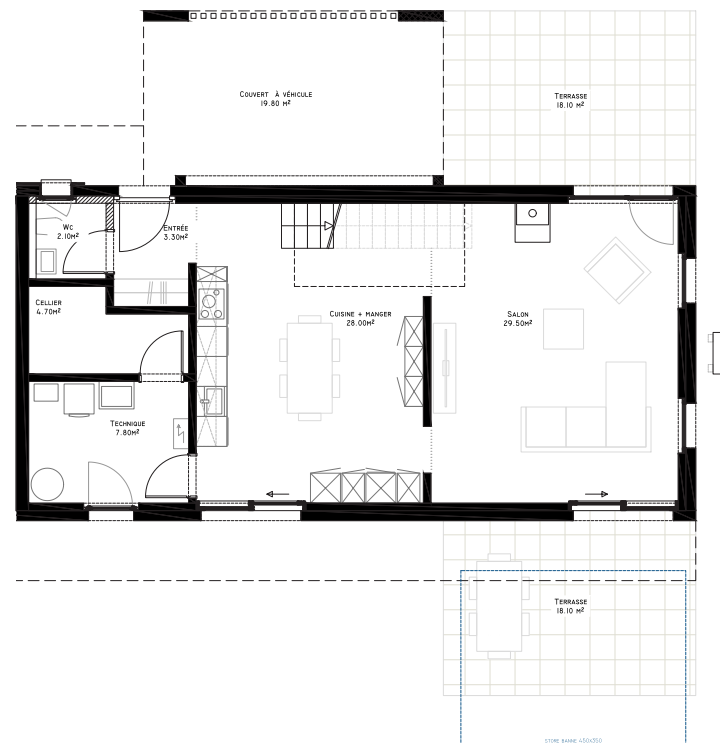 Couvert à véhicule
19.80 m²
Terrasse
18.10 m²
Wc
2.10m²
Entrée
3.30m²
Cellier
4.70m²
Cuisine + manger
28.00m²
Salon
29.50m²
Technique
7.80m²
Terrasse
18.10 m²
store banne 450x350